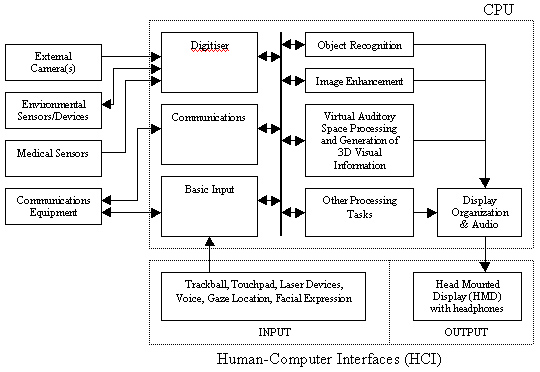 CPU
External
Camera(s)
Environmental
Sensors/Devices
Medical Sensors
Communications
Equipment
Digitiser
Communications
Basic Input
Object Recognition
Image Enhancement
Virtual Auditory
Space Processing
and Generation of
3D Visual
Information
Other Processing
Tasks
Display
Organization
& Audio
Trackball, Touchpad, Laser Devices,
Voice, Gaze Location, Facial Expression
INPUT
Head Mounted
Display (HMD)
with headphones
OUTPUT
Human-Computer Interfaces (HCI)